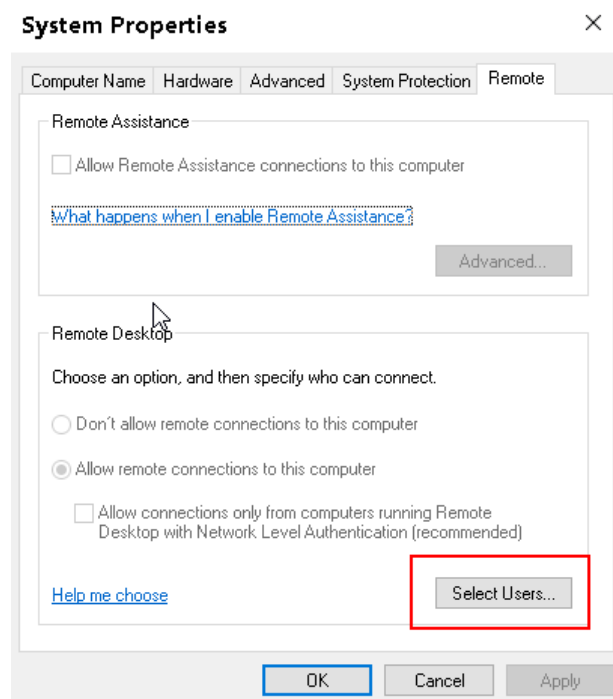 System Properties
Computer Name Hardware Advanced System Protection Remote
Remote Assistance
Allow Remote Assistance connections to this computer
What happens when I enable Remote Assistance?
Advanced...
Remote Desktop
Choose an option, and then specify who can connect.
Don't allow remote connections to this computer
Allow remote connections to this computer
Allow connections only from computers running Remote
Desktop with Network Level Authentication (recommended)
Help me choose
Select Users...
OK Cancel Apply